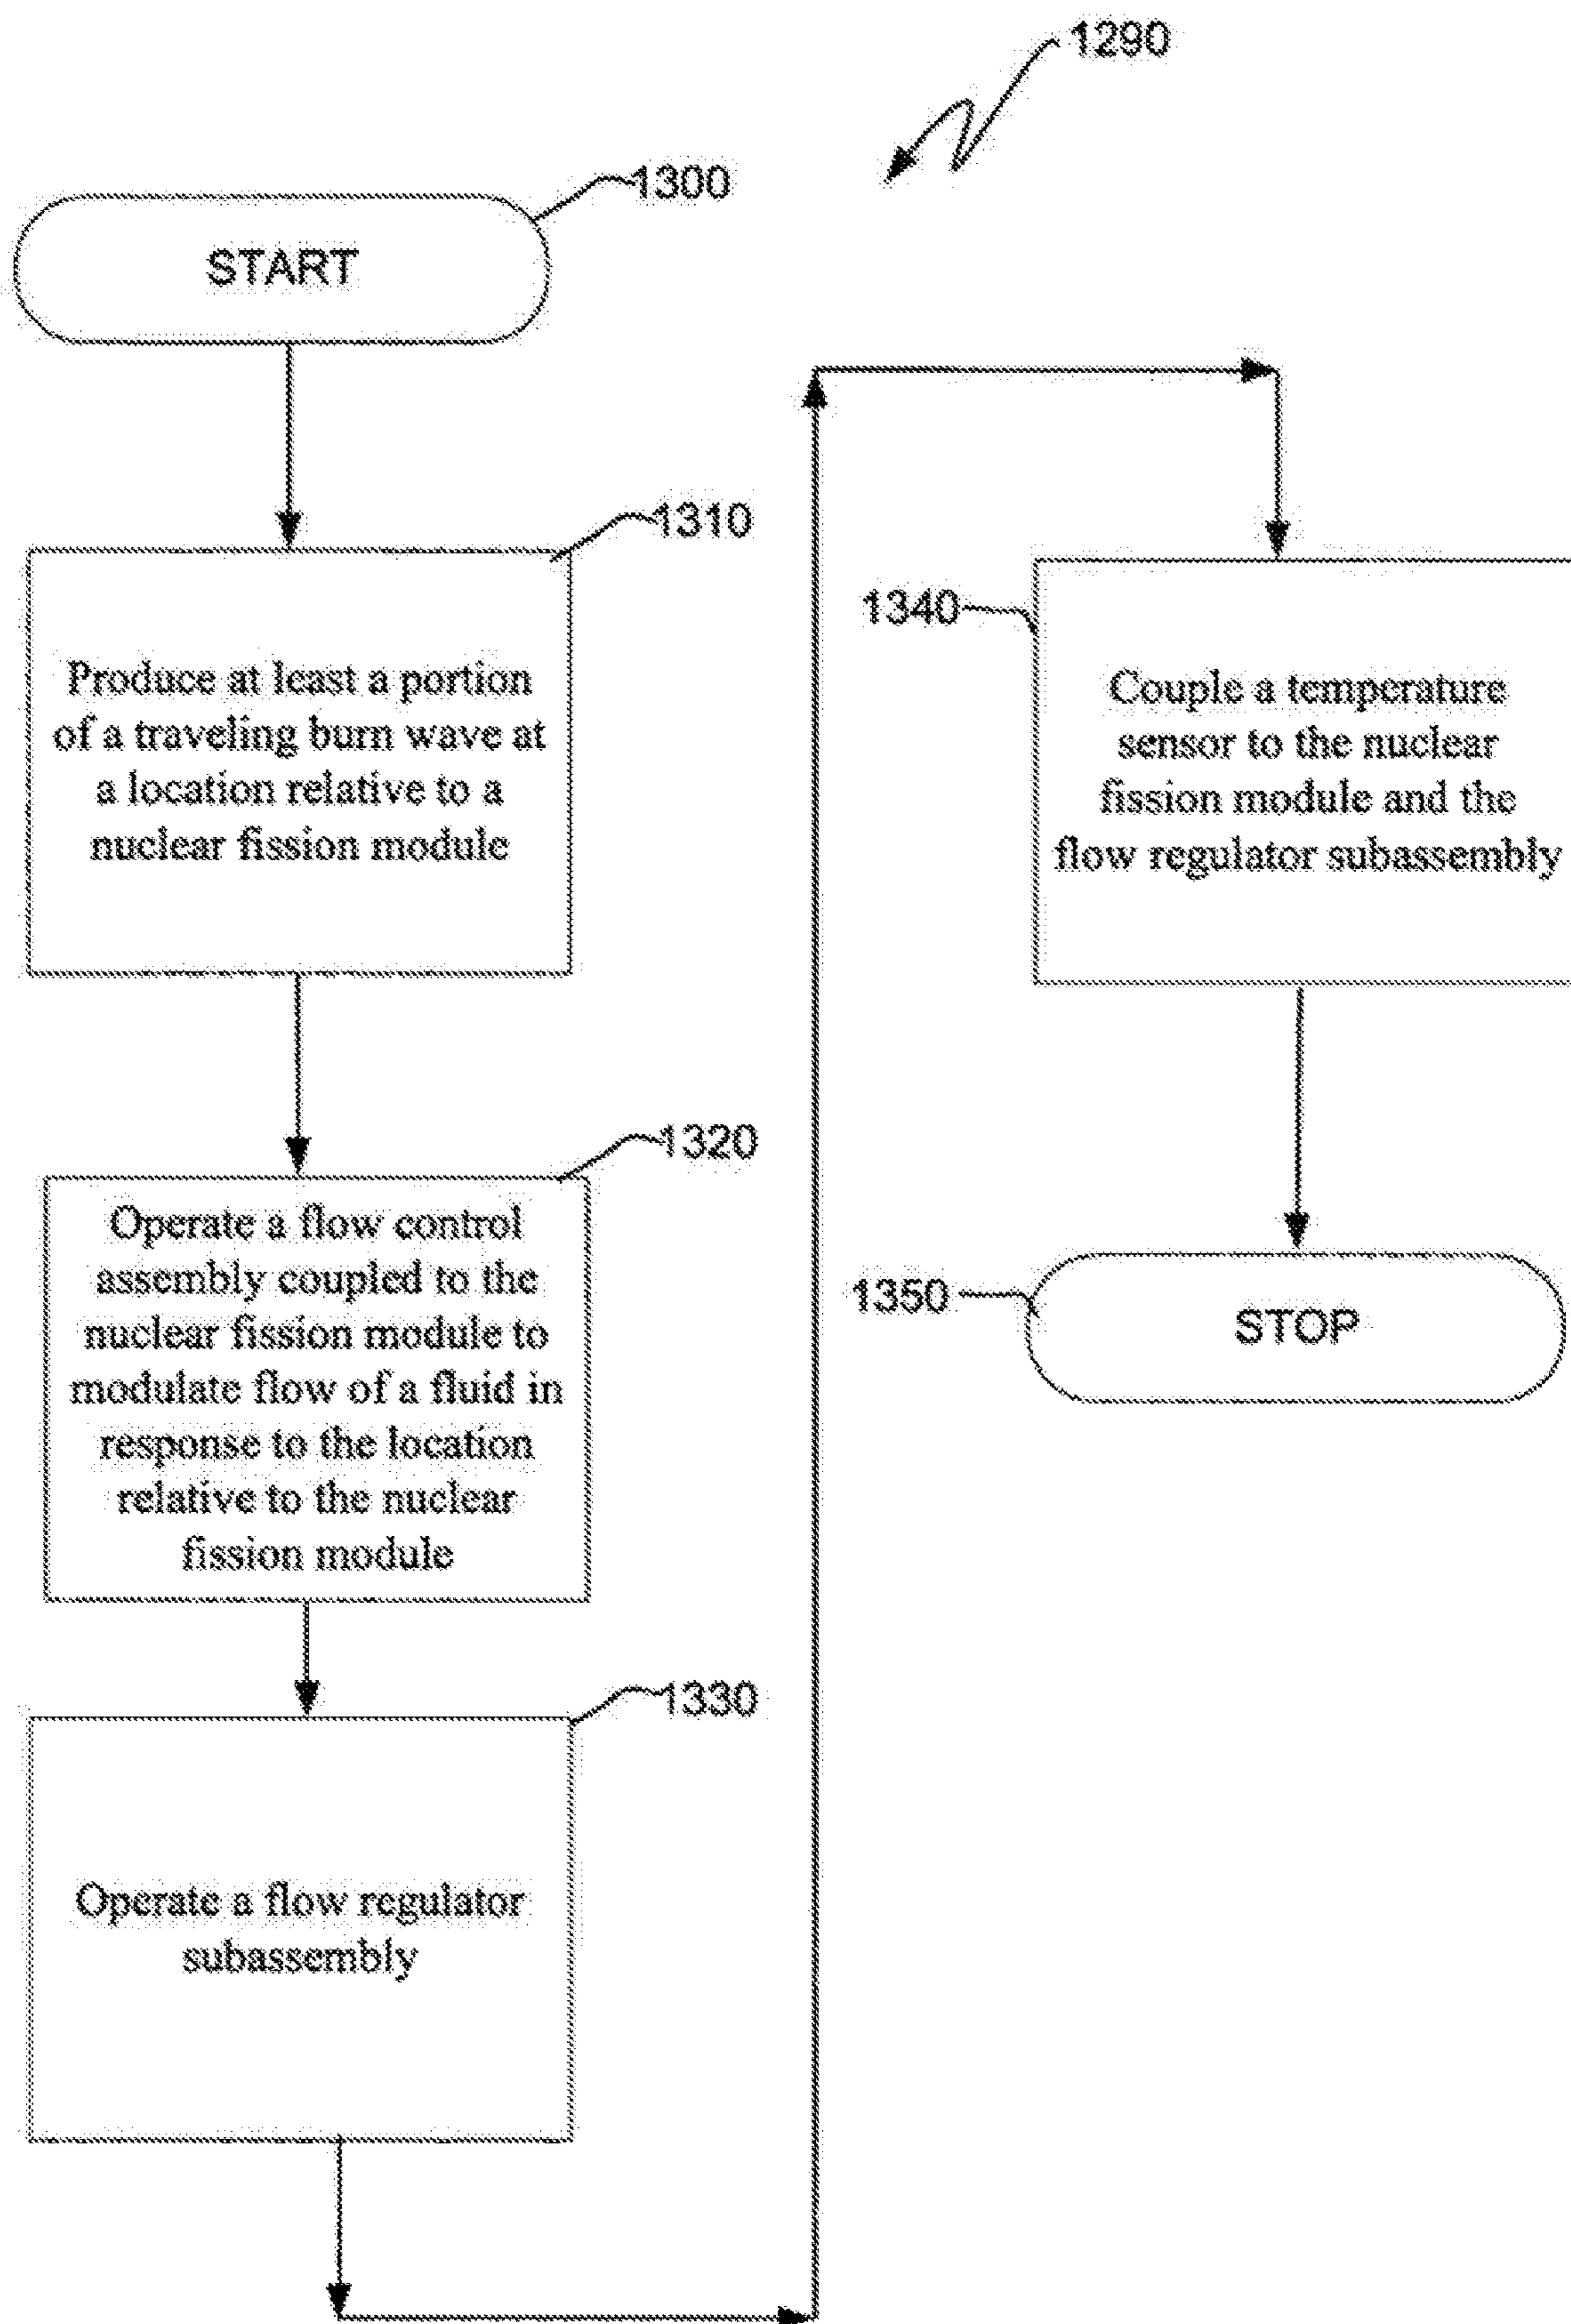 1290
1300
START
1310
Produce at least a portion
of a traveling burn wave at
a location relative to a
nuclear fission module
1320
Operate a flow control
assembly coupled to the
nuclear fission module to
modulate flow of a fluid in
response to the location
relative to the nuclear
fission module
1330
Operate a flow regulator
subassembly
1340
Couple a temperature
sensor to the nuclear
fission module and the
flow regulator subassembly
1350
STOP